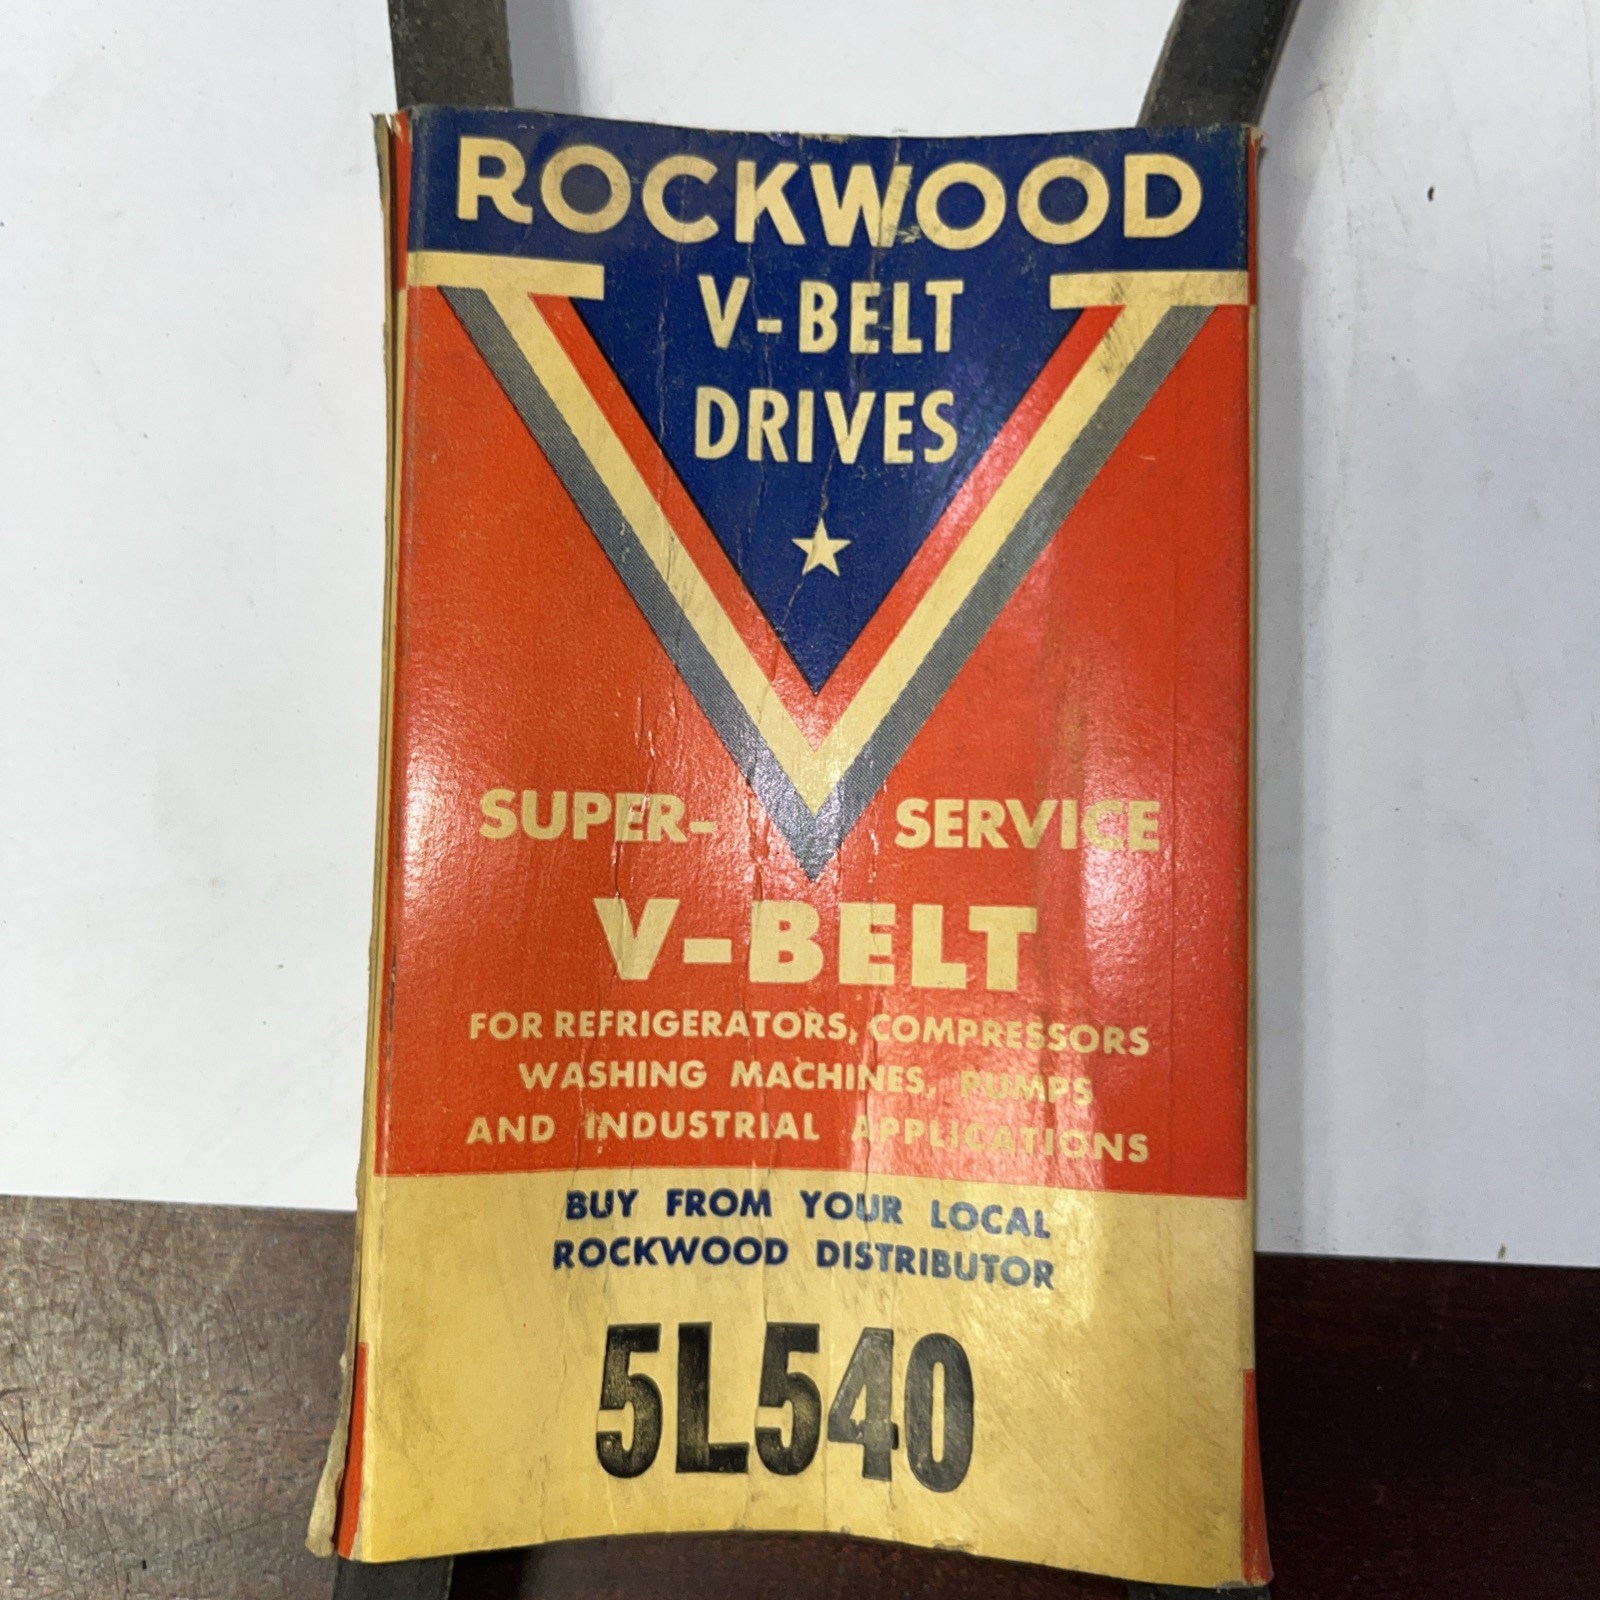 ROCKWOOD
V-BELT
DRIVES
SUPER- SERVICE
V-BELT
FOR REFRIGERATORS, COMPRESSORS
WASHING MACHINES, PUMPS
AND INDUSTRIAL APPLICATIONS
BUY FROM YOUR LOCAL
ROCKWOOD DISTRIBUTOR
5L540